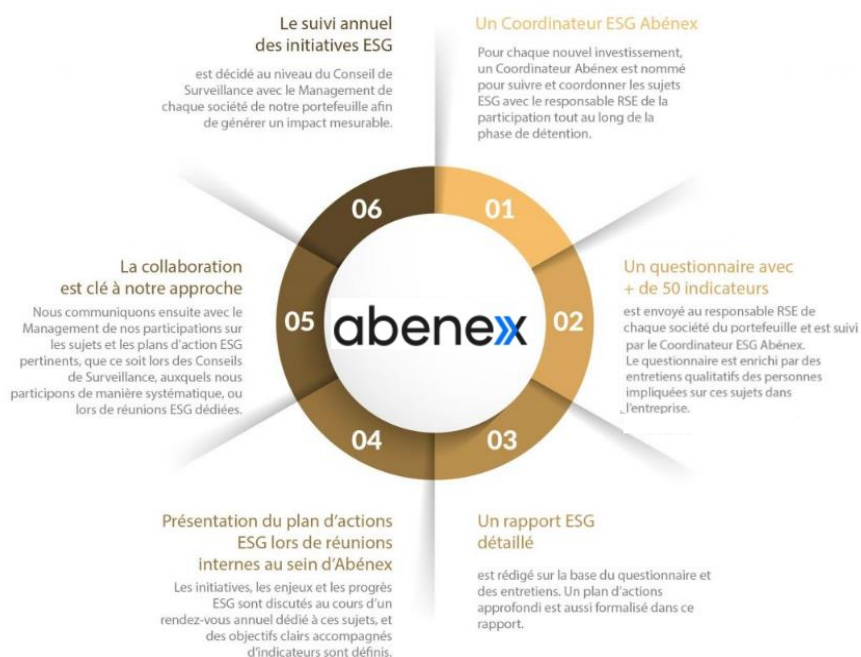 Le suivi annuel
des initiatives ESG
est décidé au niveau du Conseil de
Surveillance avec le Management de
chaque société de notre portefeuille afin
de générer un impact mesurable.
Un Coordinateur ESG Abénex
Pour chaque nouvel investissement,
un Coordinateur Abénex est nommé
pour suivre et coordonner les sujets
ESG avec le responsable RSE de la
participation tout au long de la
phase de détention.
06
01
La collaboration
est clé à notre approche
Nous communiquons ensuite avec le
Management de nos participations sur
les sujets et les plans d'action ESG
pertinents, que ce soit lors des Conseils
de Surveillance, auxquels nous
participons de manière systématique, ou
lors de réunions ESG dédiées.
05
abenex
02
Un questionnaire avec
+ de 50 indicateurs
est envoyé au responsable RSE de
chaque société du portefeuille et est suivi
par le Coordinateur ESG Abénex.
Le questionnaire est enrichi par des
entretiens qualitatifs des personnes
impliquées sur ces sujets dans
l'entreprise.
04
03
Présentation du plan d'actions
ESG lors de réunions
internes au sein d'Abénex
Les initiatives, les enjeux et les progrès
ESG sont discutés au cours d'un
rendez-vous annuel dédié à ces sujets, et
des objectifs clairs accompagnés
d'indicateurs sont définis.
Un rapport ESG
détaillé
est rédigé sur la base du questionnaire et
des entretiens. Un plan d'actions
approfondi est aussi formalisé dans ce
rapport.